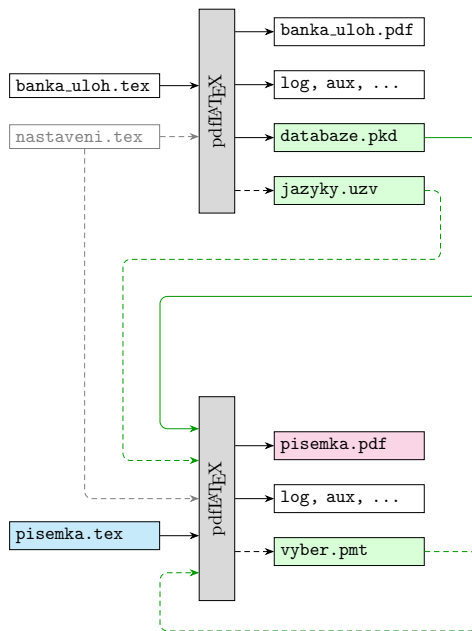 banka_uloh.pdf
banka_uloh.tex
log, aux, ...
nastaveni.tex
pdfLATEX
databaze.pkd
jazyky.uzv
pisemka.pdf
pdfLATEX
log, aux, ...
pisemka.tex
vyber.pmt